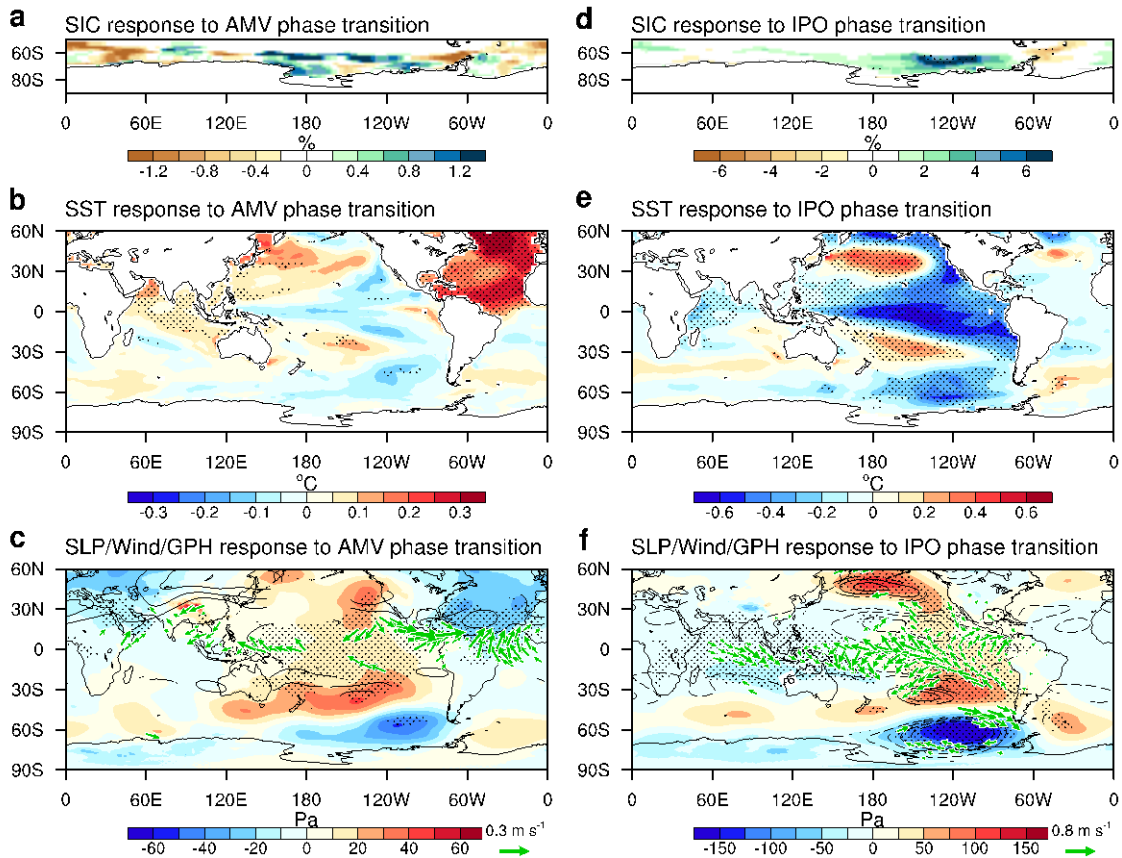 a
SIC response to AMV phase transition
60S
80S
0 60E 120E 180 120W 60W 0
%
-1.2 -0.8 -0.4 0 0.4 0.8 1.2
b
SST response to AMV phase transition
60N
30N
0
30S
60S
90S
0 60E 120E 180 120W 60W 0
°C
-0.3 -0.2 -0.1 0 0.1 0.2 0.3
c
SLP/Wind/GPH response to AMV phase transition
60N
30N
0
30S
60S
90S
0 60E 120E 180 120W 60W 0
Pa
0.3 m s⁻¹
-60 -40 -20 0 20 40 60
d
SIC response to IPO phase transition
60S
80S
0 60E 120E 180 120W 60W 0
%
-6 -4 -2 0 2 4 6
e
SST response to IPO phase transition
60N
30N
0
30S
60S
90S
0 60E 120E 180 120W 60W 0
°C
-0.6 -0.4 -0.2 0 0.2 0.4 0.6
f
SLP/Wind/GPH response to IPO phase transition
60N
30N
0
30S
60S
90S
0 60E 120E 180 120W 60W 0
Pa
0.8 m s⁻¹
-150 -100 -50 0 50 100 150